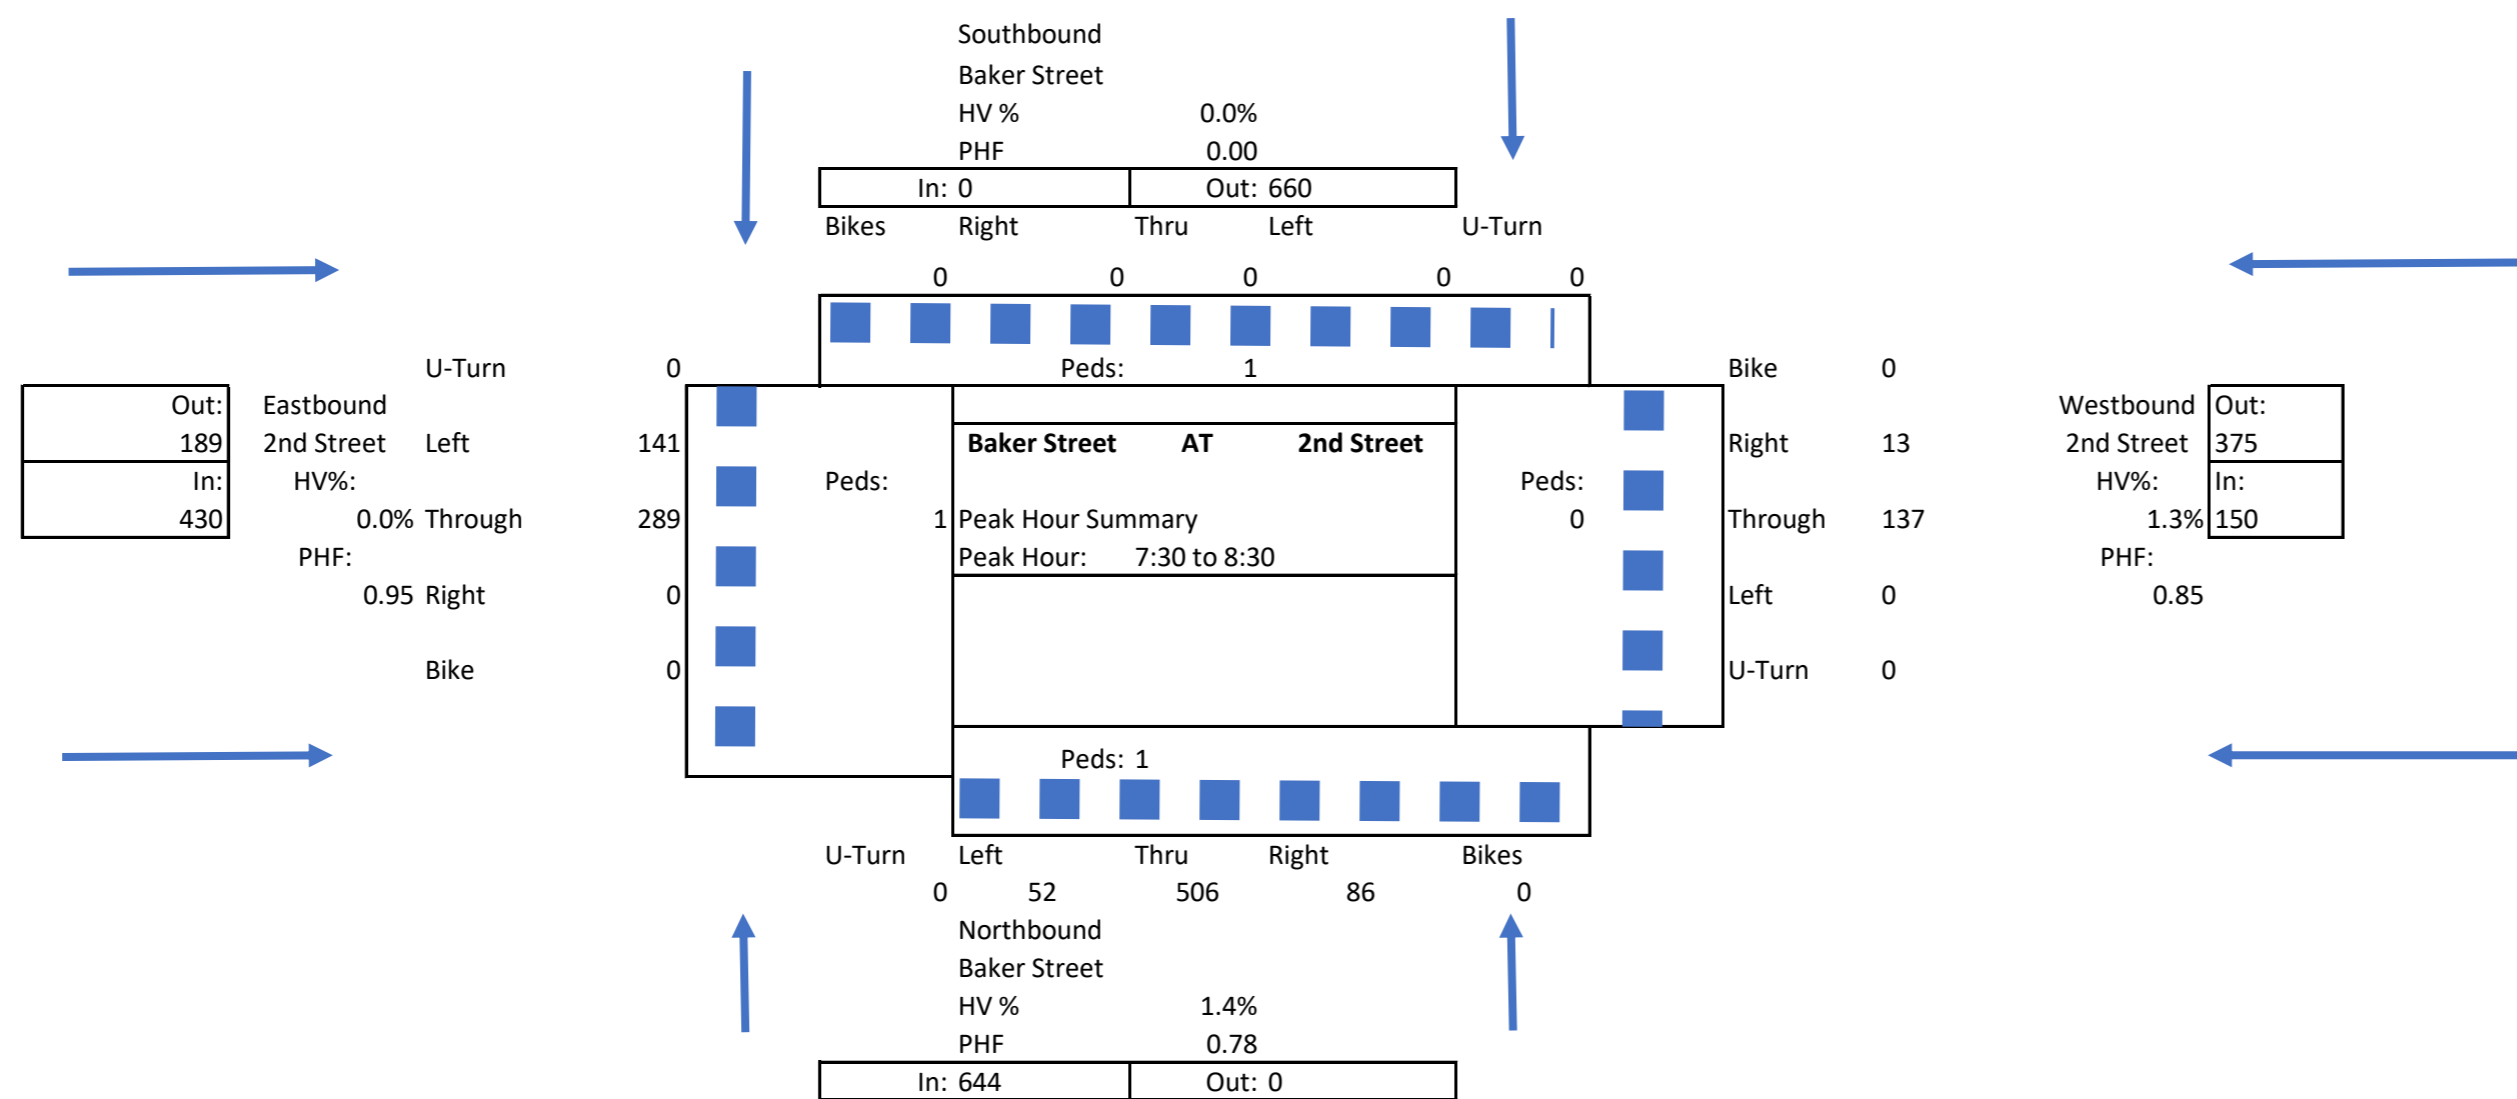 Southbound
Baker Street
HV % 0.0%
PHF 0.00
In: 0 Out: 660
Bikes Right Thru Left U-Turn
0 0 0 0 0
U-Turn 0 Peds: 1 Bike 0
Out: Eastbound Westbound Out:
189 2nd Street Left 141 Baker Street AT 2nd Street Right 13 2nd Street 375
In: HV%: Peds: Peds: HV%: In:
430 0.0% Through 289 1 Peak Hour Summary 0 Through 137 1.3% 150
PHF: Peak Hour: 7:30 to 8:30 PHF:
0.95 Right 0 Left 0 0.85
Bike 0 U-Turn 0
Peds: 1
U-Turn Left Thru Right Bikes
0 52 506 86 0
Northbound
Baker Street
HV % 1.4%
PHF 0.78
In: 644 Out: 0